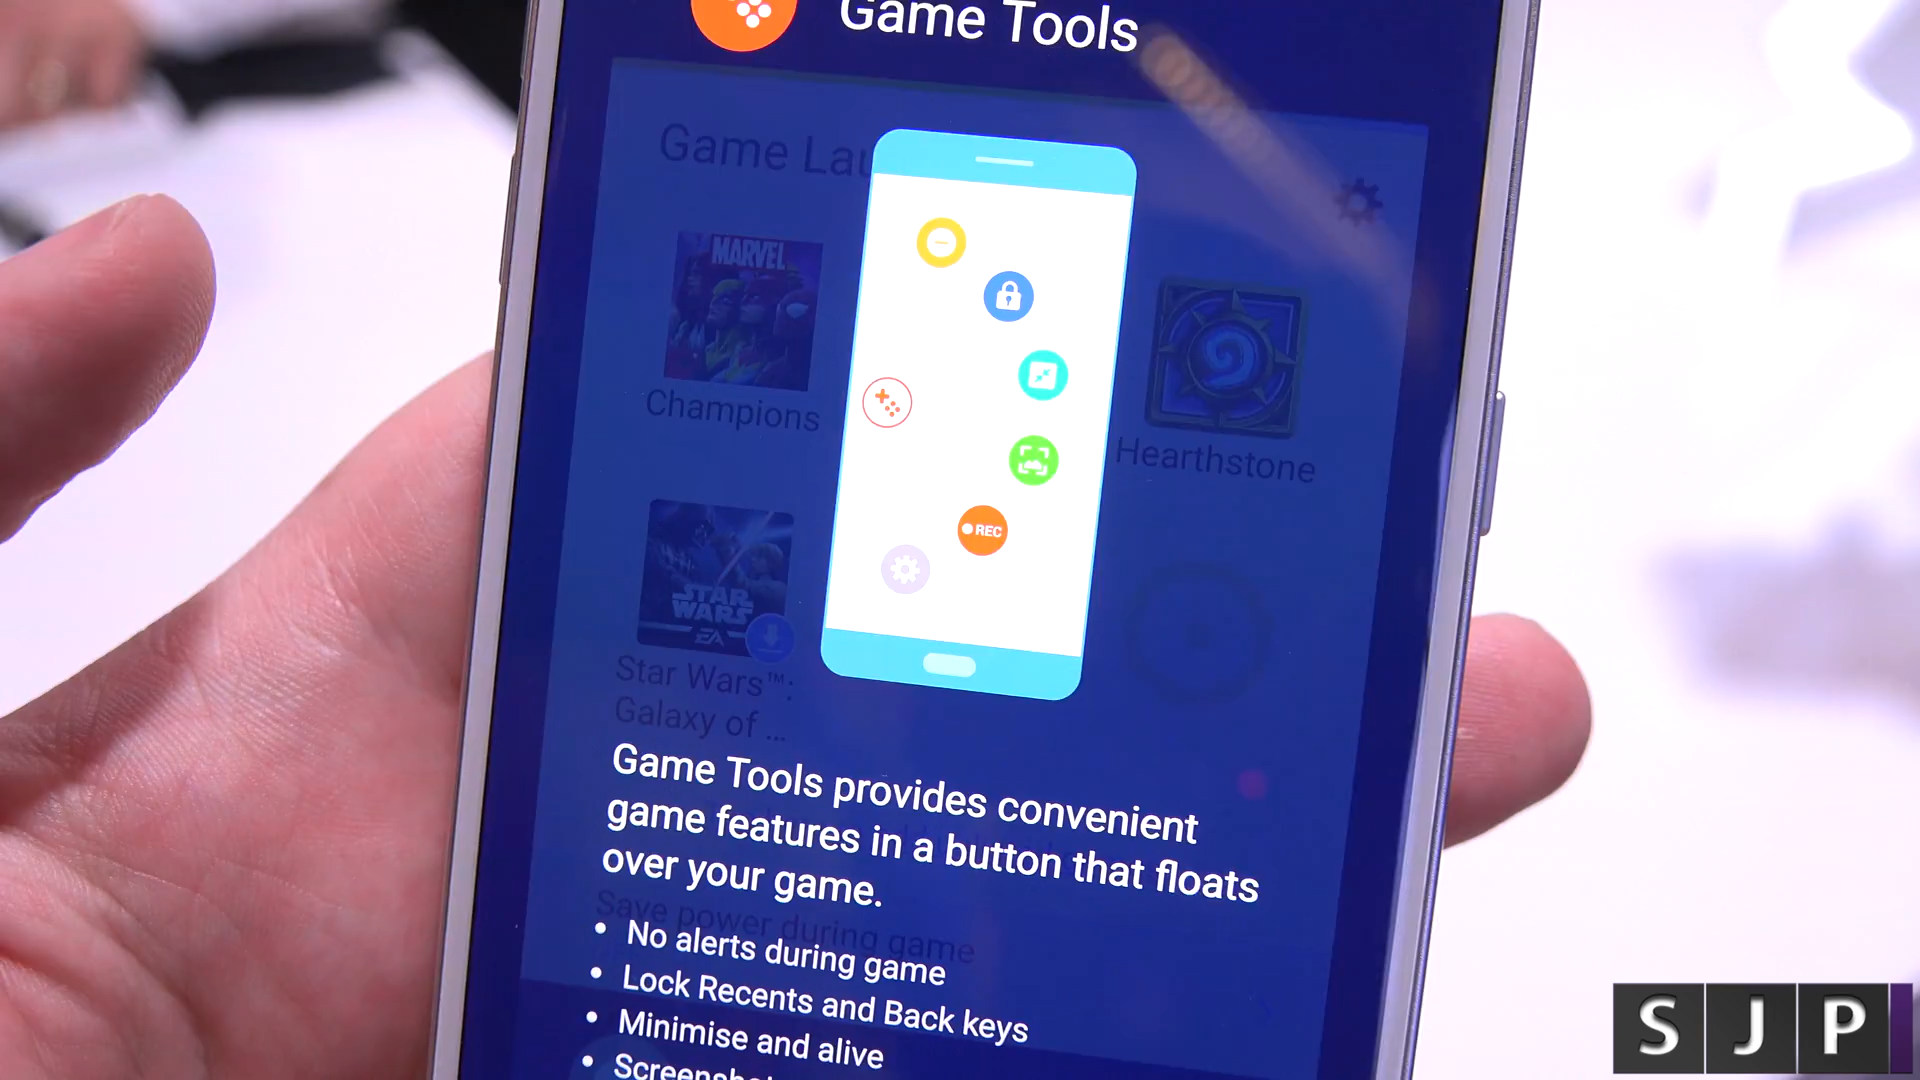 Game Tools
Game Lau
MARVEL
Champions
Hearthstone
REC
STAR
WARS
EA
Star Wars™:
Galaxy of ...
Game Tools provides convenient
game features in a button that floats
over your game.
Save power during game
• No alerts during game
• Lock Recents and Back keys
• Minimise and alive
• Screensho
SJP